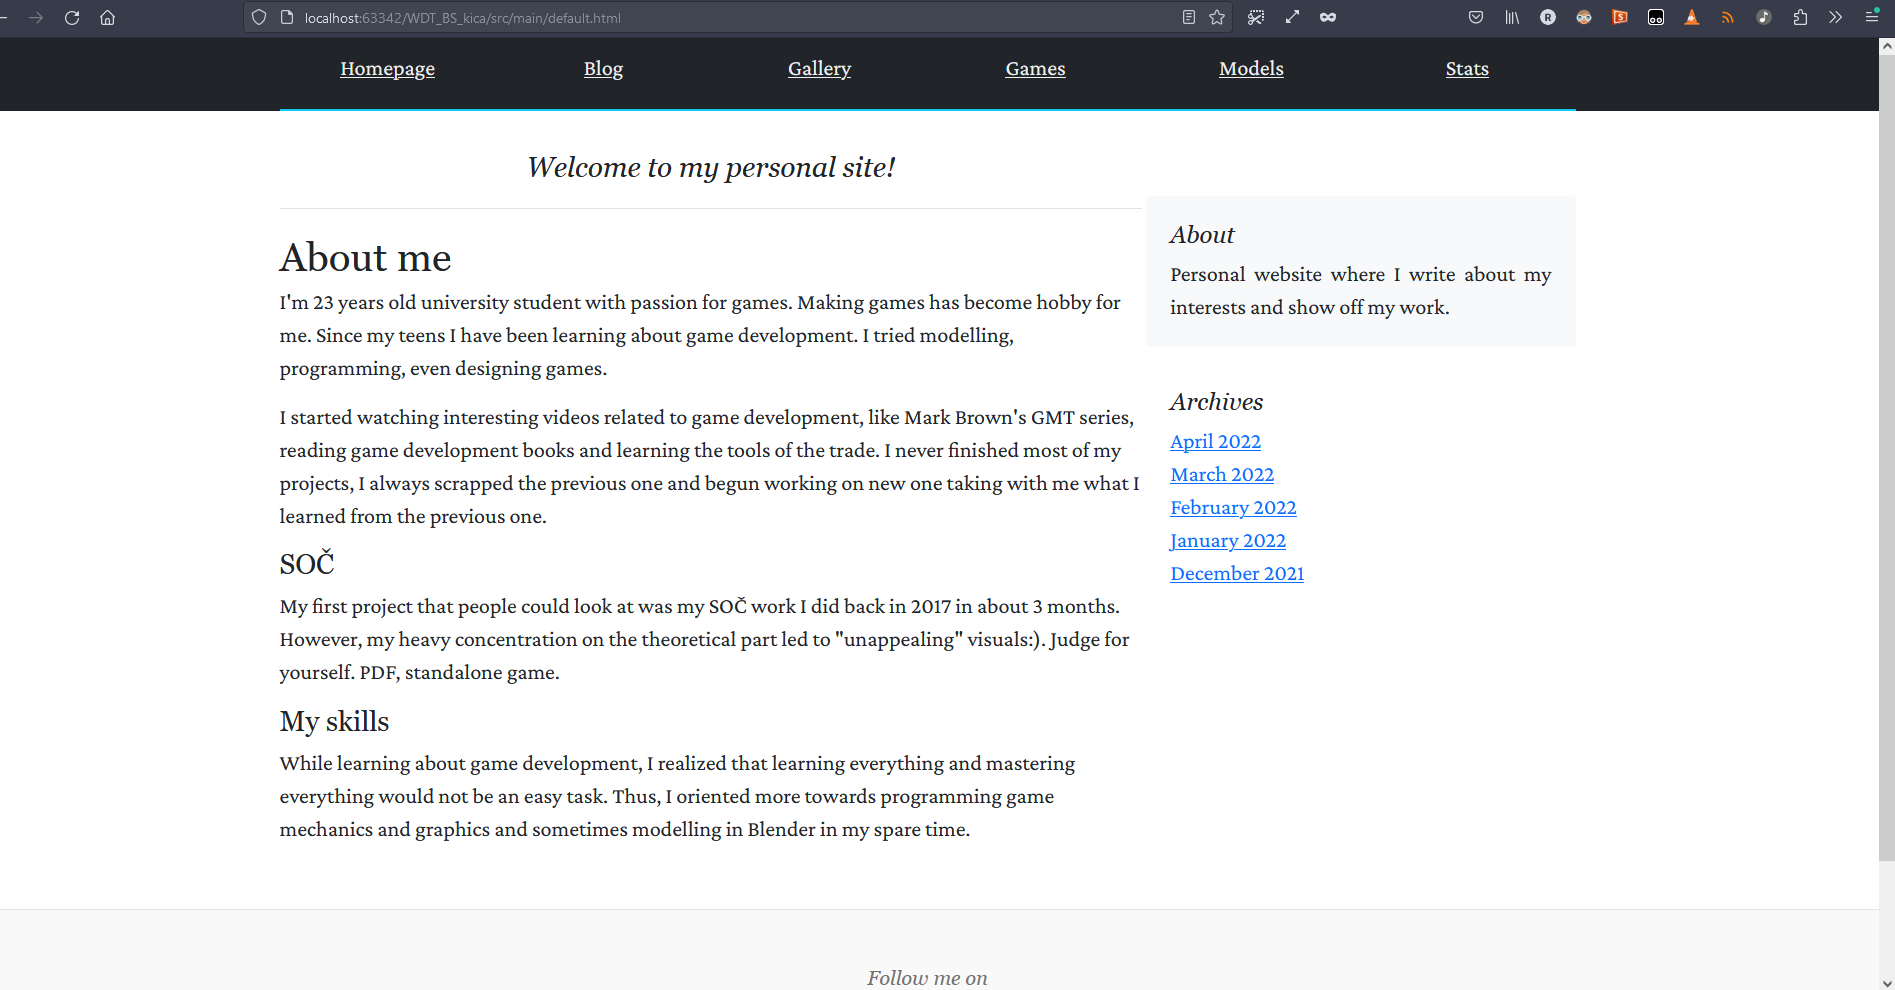 localhost:63342/WDT_BS_kica/src/main/default.html
Homepage
Blog
Gallery
Games
Models
Stats
Welcome to my personal site!
About me
I'm 23 years old university student with passion for games. Making games has become hobby for
me. Since my teens I have been learning about game development. I tried modelling,
programming, even designing games.
I started watching interesting videos related to game development, like Mark Brown's GMT series,
reading game development books and learning the tools of the trade. I never finished most of my
projects, I always scrapped the previous one and begun working on new one taking with me what I
learned from the previous one.
SOČ
My first project that people could look at was my SOČ work I did back in 2017 in about 3 months.
However, my heavy concentration on the theoretical part led to "unappealing" visuals:). Judge for
yourself. PDF, standalone game.
My skills
While learning about game development, I realized that learning everything and mastering
everything would not be an easy task. Thus, I oriented more towards programming game
mechanics and graphics and sometimes modelling in Blender in my spare time.
About
Personal website where I write about my
interests and show off my work.
Archives
April 2022
March 2022
February 2022
January 2022
December 2021
Follow me on